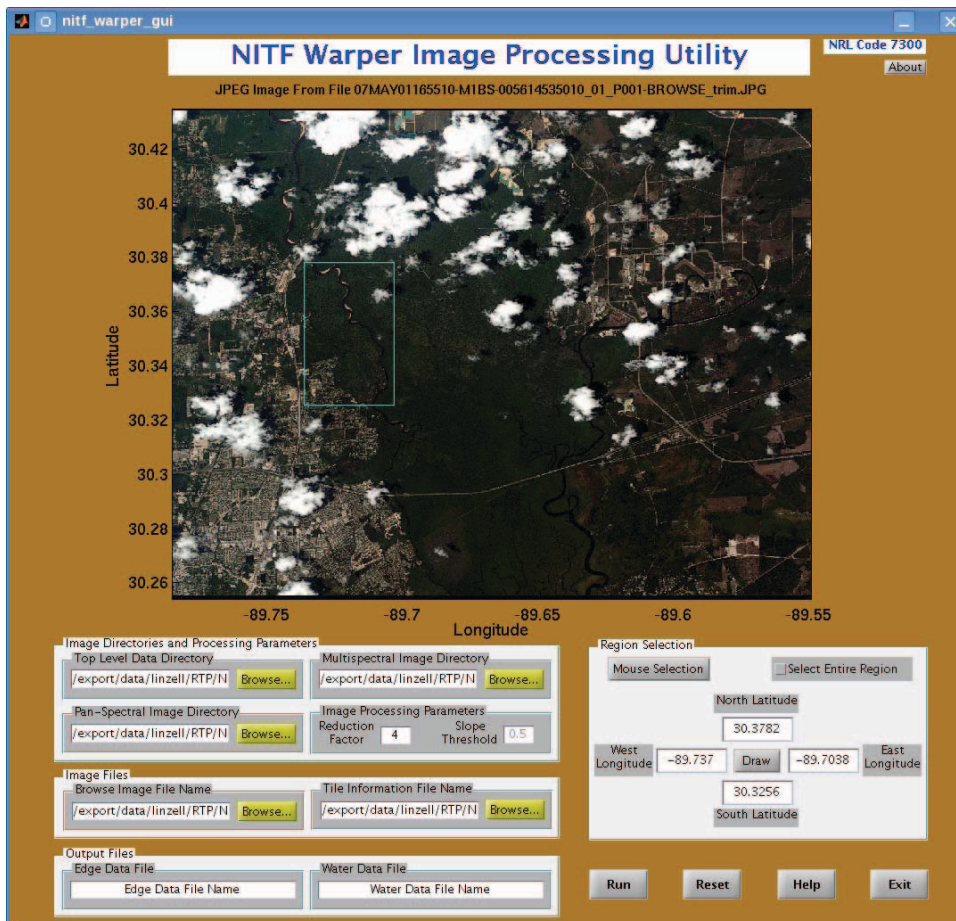 nitf_warper_gui
NITF Warper Image Processing Utility
NRL Code 7300
About
JPEG Image From File 07MAY01165510-M1BS-005614535010_01_P001-BROWSE_trim.JPG
30.42
30.4
30.38
30.36
30.34
30.32
30.3
30.28
30.26
Latitude
-89.75
-89.7
-89.65
-89.6
-89.55
Longitude
Image Directories and Processing Parameters
Top Level Data Directory
/export/data/linzell/RTP/N
Browse...
Multispectral Image Directory
/export/data/linzell/RTP/N
Browse...
Pan-Spectral Image Directory
/export/data/linzell/RTP/N
Browse...
Image Processing Parameters
Reduction
Factor
4
Slope
Threshold
0.5
Image Files
Browse Image File Name
/export/data/linzell/RTP/N
Browse...
Tile Information File Name
/export/data/linzell/RTP/N
Browse...
Output Files
Edge Data File
Edge Data File Name
Water Data File
Water Data File Name
Region Selection
Mouse Selection
Select Entire Region
North Latitude
30.3782
West
Longitude
-89.737
Draw
-89.7038
East
Longitude
30.3256
South Latitude
Run
Reset
Help
Exit